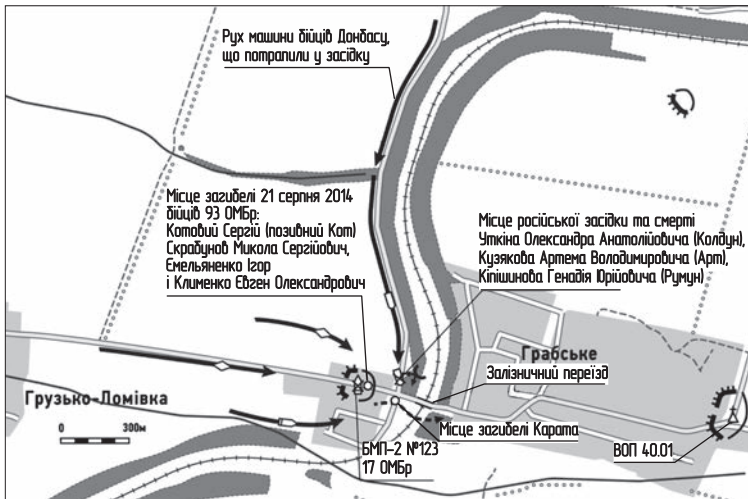 Рух машини бійців Донбасу,
що потрапили у засідку
Місце загибелі 21 серпня 2014
бійців 93 ОМБр:
Котовий Сергій (позивний Кот)
Скрабунов Микола Сергійович,
Ємельяненко Ігор
і Клименко Євген Олександрович
Місце російської засідки та смерті
Уткіна Олександра Анатолійовича (Колдун),
Кузякова Артема Володимировича (Арт),
Кіпішинова Генадія Юрійовича (Румун)
Грабське
Залізничний переїзд
Грузько-Ломівка
0 300м
Місце загибелі Карата
БМП-2 №123
17 ОМБр
ВОП 40.01